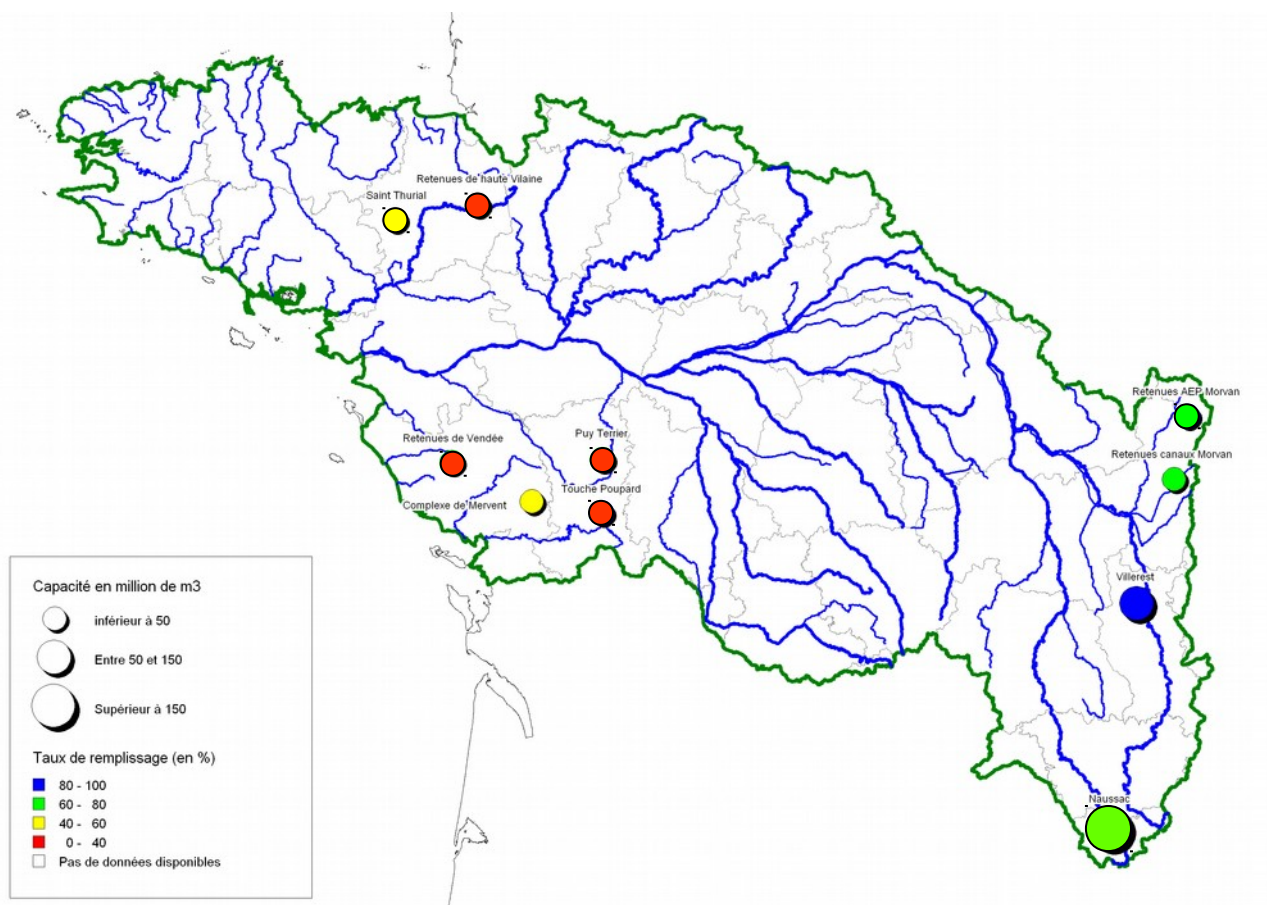 Retenues de haute Vilaine
Saint Thurial
Retenues AEP Morvan
Retenues de Vendée
Puy Terrier
Retenues canaux Morvan
Touche Poupard
Complexe de Mervent
Villerest
Naussac
Capacité en million de m3
inférieur à 50
Entre 50 et 150
Supérieur à 150
Taux de remplissage (en %)
80 - 100
60 - 80
40 - 60
0 - 40
Pas de données disponibles